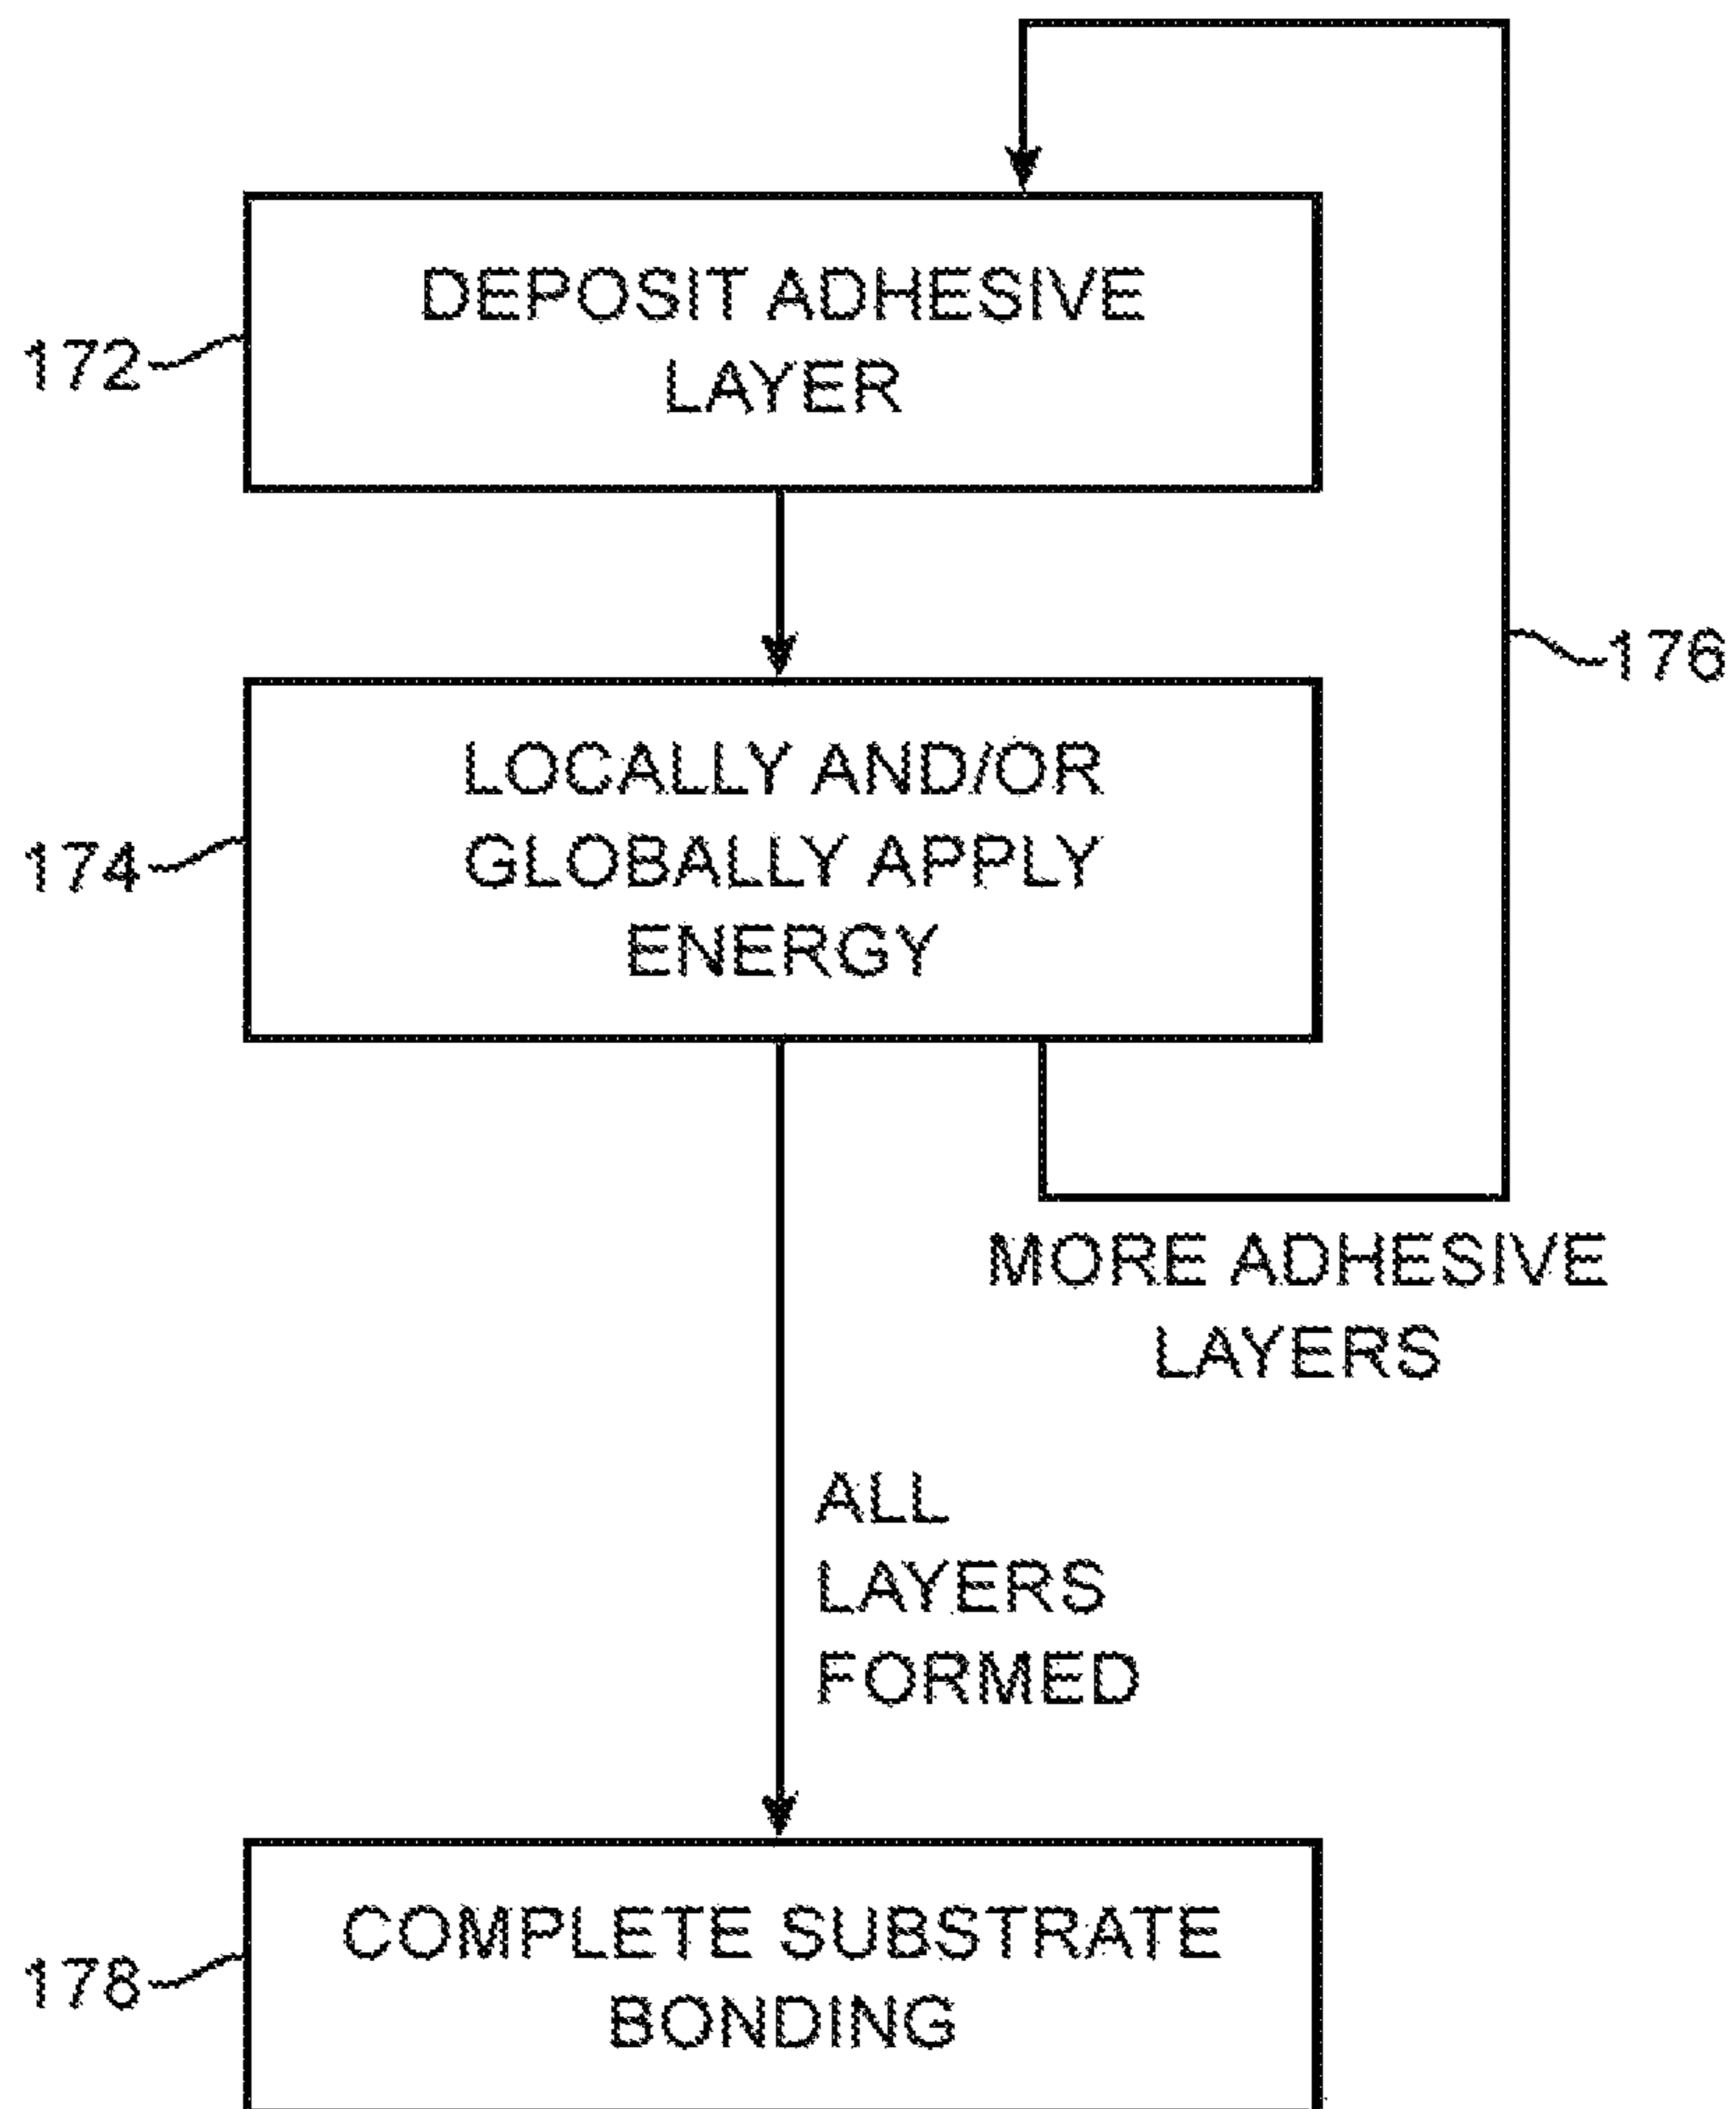 DEPOSIT ADHESIVE
LAYER
172
176
LOCALLY AND/OR
GLOBALLY APPLY
ENERGY
174
MORE ADHESIVE
LAYERS
ALL
LAYERS
FORMED
COMPLETE SUBSTRATE
BONDING
178